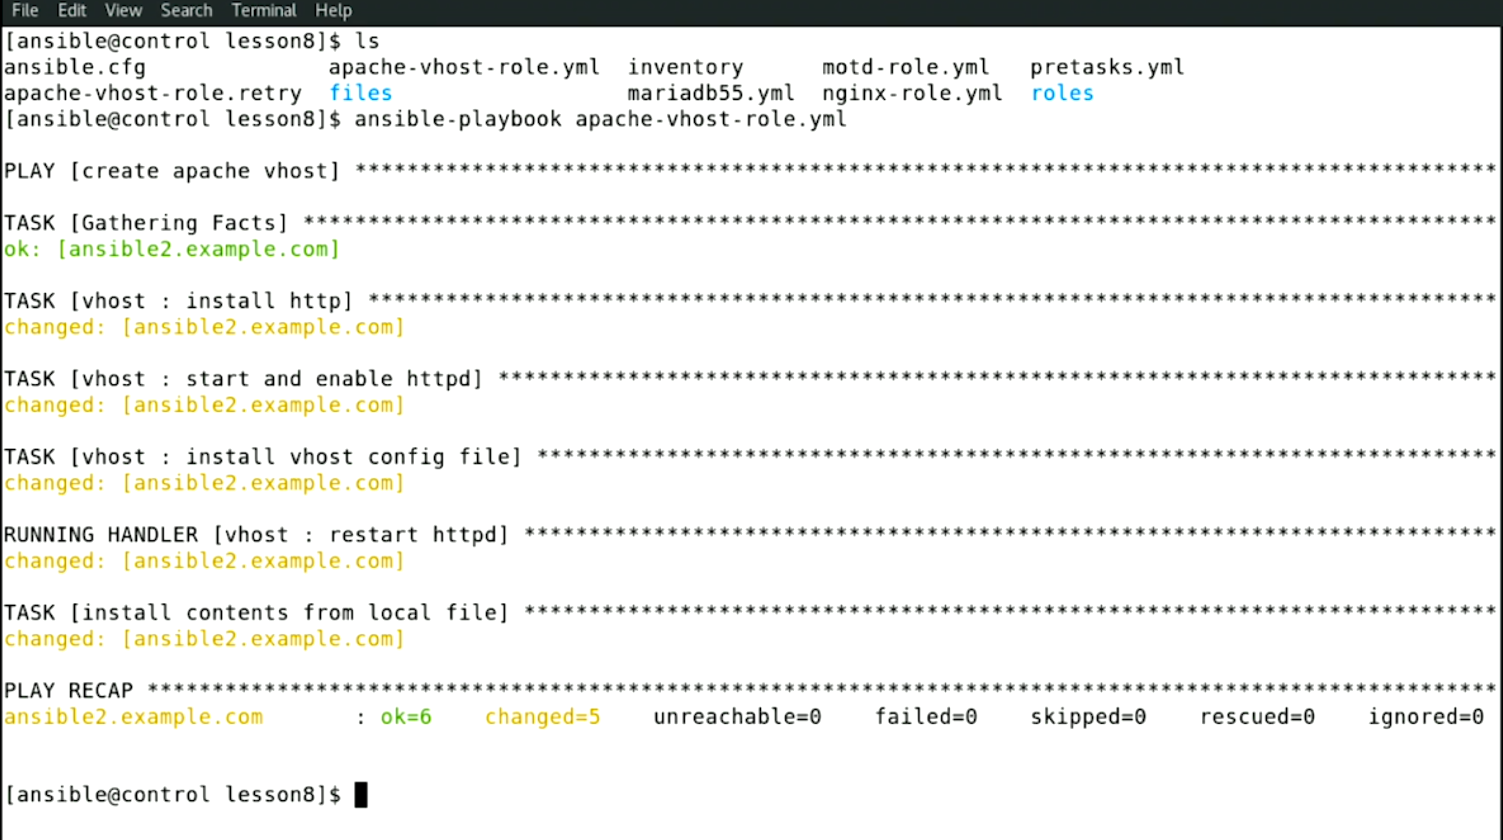 File Edit View Search Terminal Help
[ansible@control lesson8]$ ls
ansible.cfg apache-vhost-role.yml inventory motd-role.yml pretasks.yml
apache-vhost-role.retry files mariadb55.yml nginx-role.yml roles
[ansible@control lesson8]$ ansible-playbook apache-vhost-role.yml
PLAY [create apache vhost] ****************************************************************************************
TASK [Gathering Facts] ********************************************************************************************
ok: [ansible2.example.com]
TASK [vhost : install http] ***************************************************************************************
changed: [ansible2.example.com]
TASK [vhost : start and enable httpd] *****************************************************************************
changed: [ansible2.example.com]
TASK [vhost : install vhost config file] **************************************************************************
changed: [ansible2.example.com]
RUNNING HANDLER [vhost : restart httpd] ***************************************************************************
changed: [ansible2.example.com]
TASK [install contents from local file] ***************************************************************************
changed: [ansible2.example.com]
PLAY RECAP ********************************************************************************************************
ansible2.example.com : ok=6 changed=5 unreachable=0 failed=0 skipped=0 rescued=0 ignored=0
[ansible@control lesson8]$